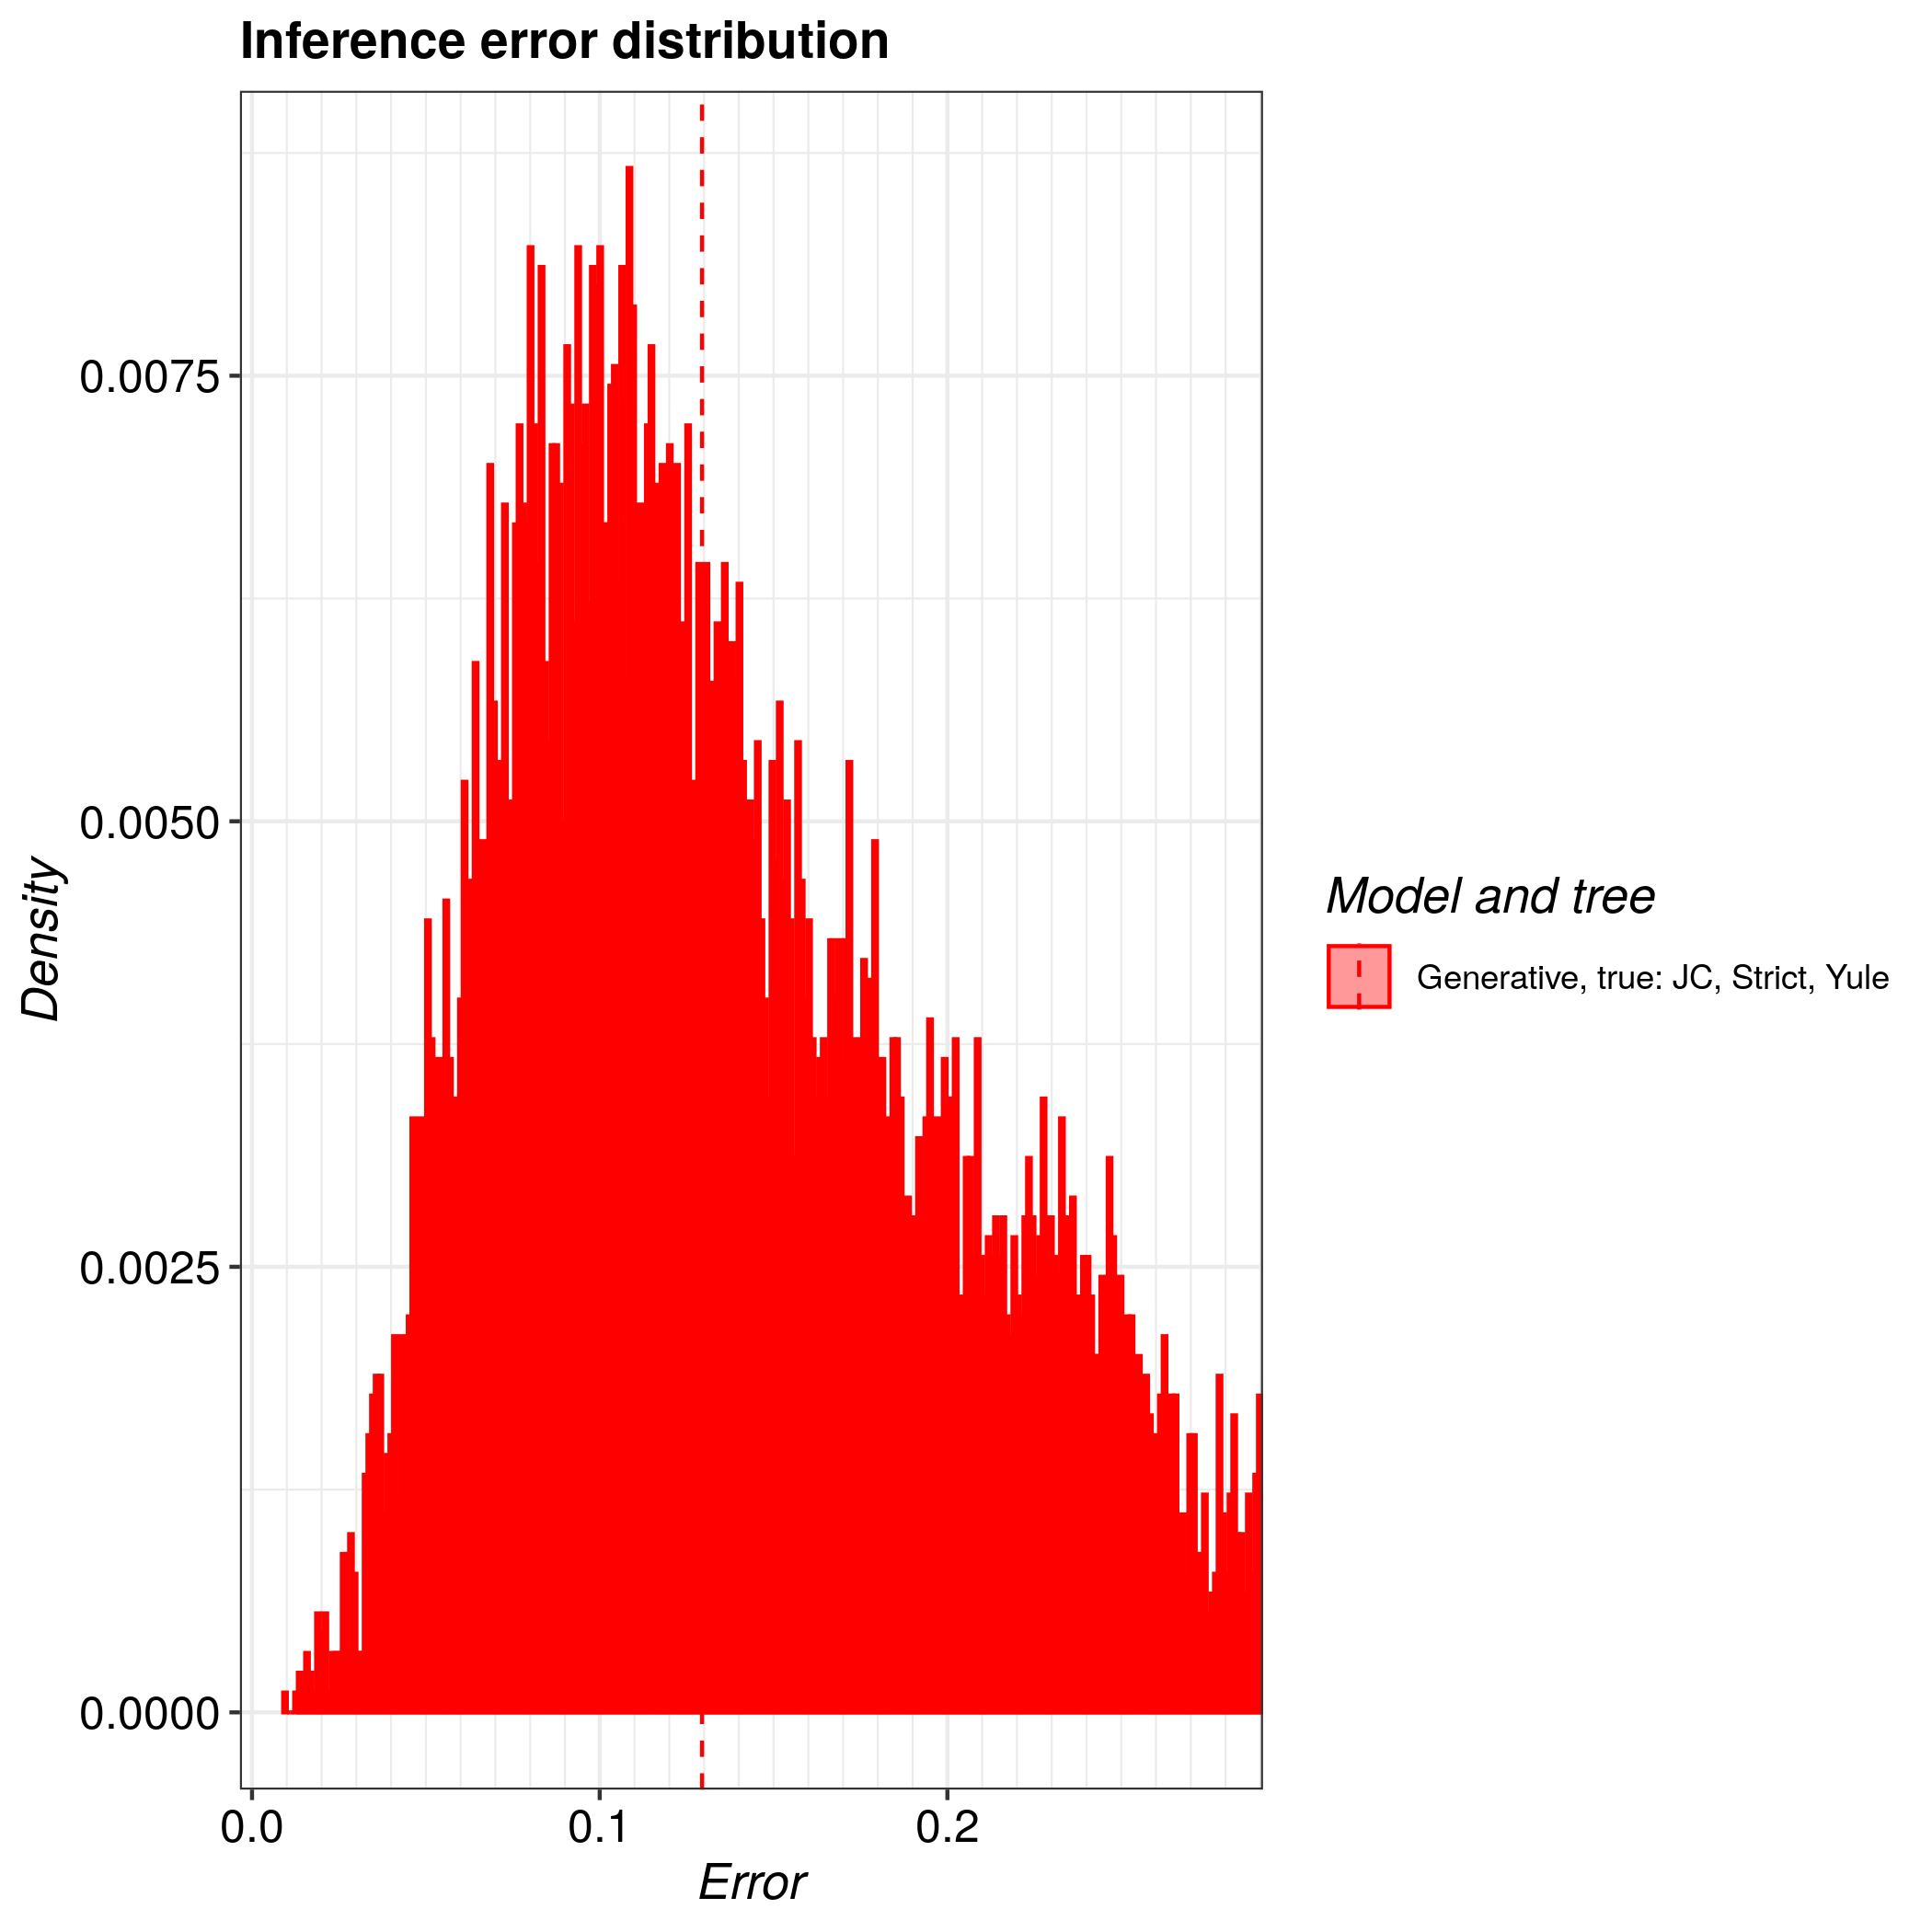 Inference error distribution
0.0075
0.0050
0.0025
0.0000
Density
0.0 0.1 0.2
Error
Model and tree
Generative, true: JC, Strict, Yule